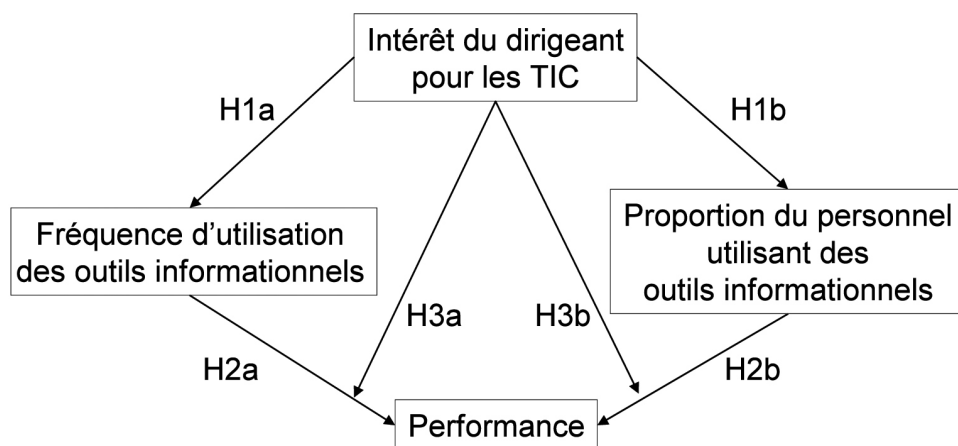 Intérêt du dirigeant
pour les TIC
H1a
H1b
Fréquence d’utilisation
des outils informationnels
Proportion du personnel
utilisant des
outils informationnels
H3a
H3b
H2a
H2b
Performance